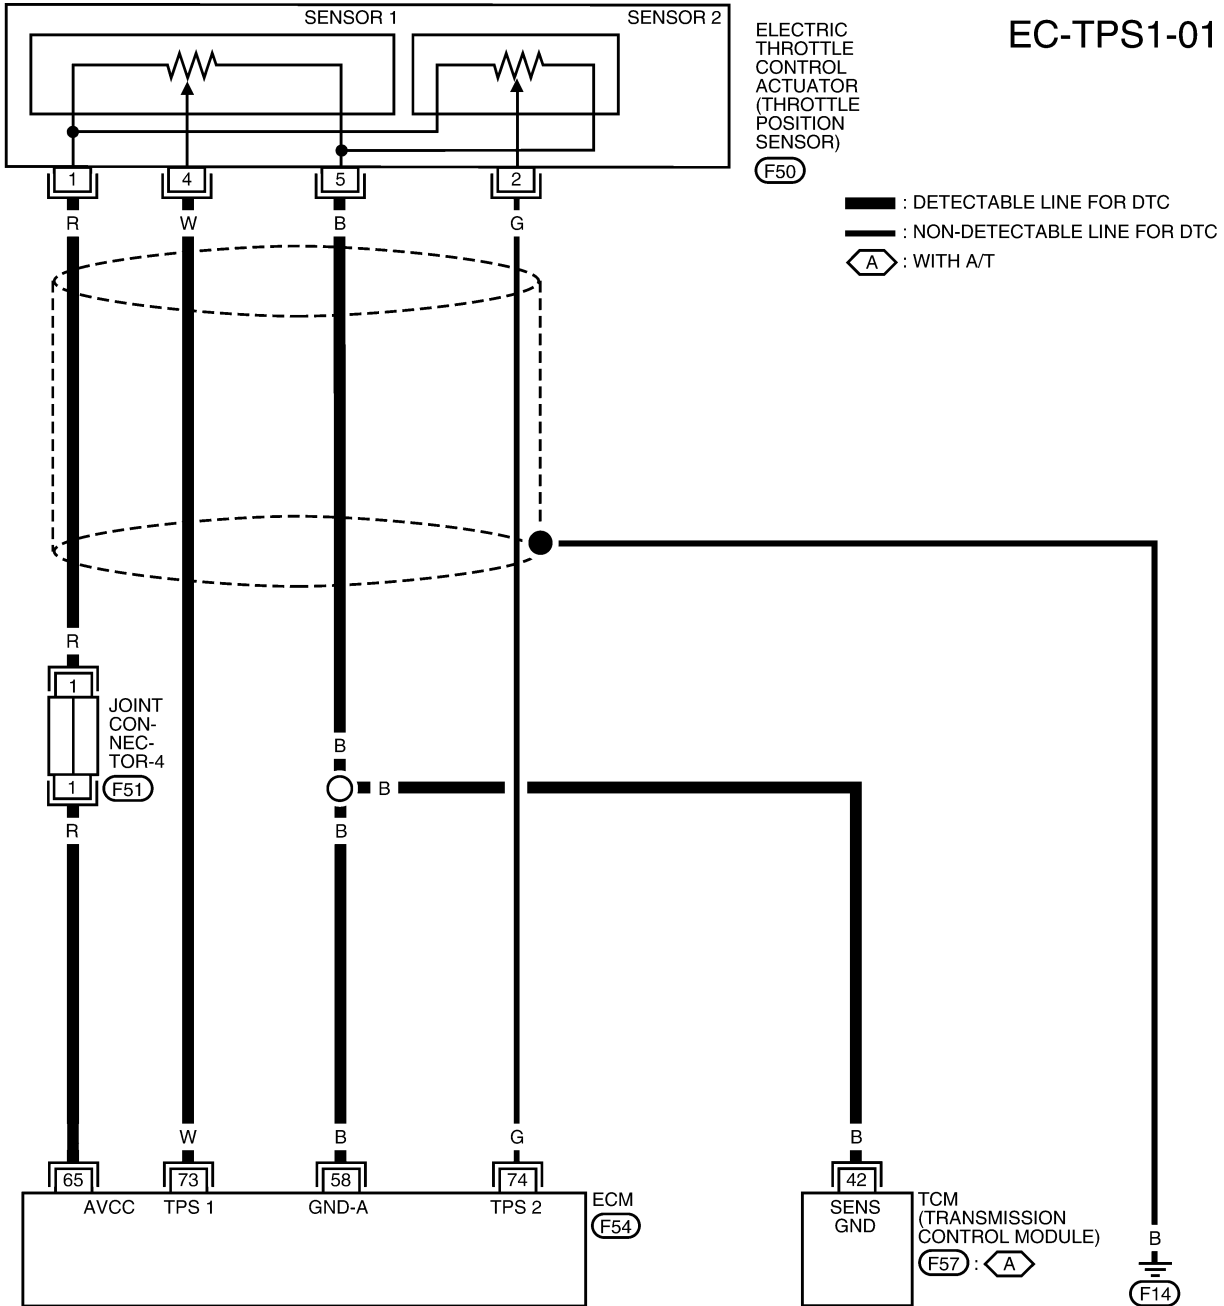 SENSOR 1
SENSOR 2
EC-TPS1-01
ELECTRIC
THROTTLE
CONTROL
ACTUATOR
(THROTTLE
POSITION
SENSOR)
F50
1
4
5
2
R
W
B
G
: DETECTABLE LINE FOR DTC
: NON-DETECTABLE LINE FOR DTC
A : WITH A/T
R
1
JOINT
CON-
NEC-
TOR-4
1
F51
R
B
B
B
W
B
G
B
65
73
58
74
42
AVCC
TPS 1
GND-A
TPS 2
ECM
F54
SENS
GND
TCM
(TRANSMISSION
CONTROL MODULE)
F57 : A
B
F14